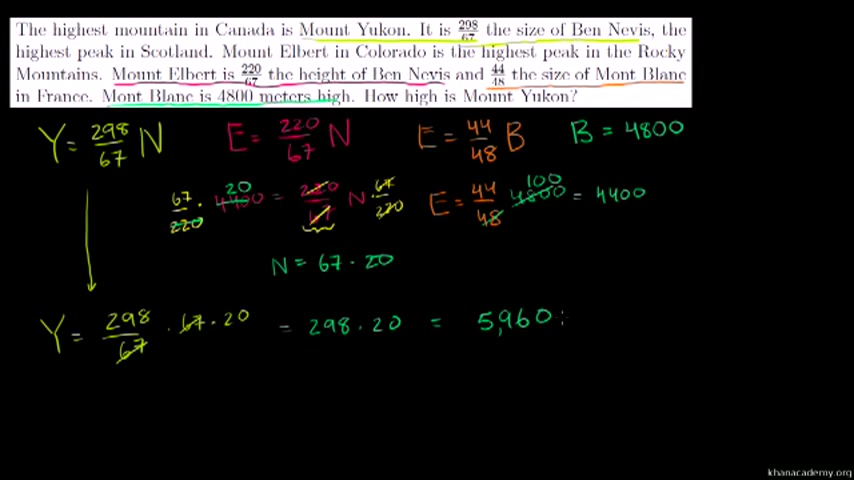 The highest mountain in Canada is Mount Yukon. It is 298/67 the size of Ben Nevis, the
highest peak in Scotland. Mount Elbert in Colorado is the highest peak in the Rocky
Mountains. Mount Elbert is 220/67 the height of Ben Nevis and 44/48 the size of Mont Blanc
in France. Mont Blanc is 4800 meters high. How high is Mount Yukon?
Y = 298/67 N E = 220/67 N E = 44/48 B B = 4800
67/220 · 4400 20 = 220/67 N · 67/220 E = 44/48 4800 100 = 4400
N = 67 · 20
Y = 298/67 · 67 · 20 = 298 · 20 = 5,960
khanacademy.org